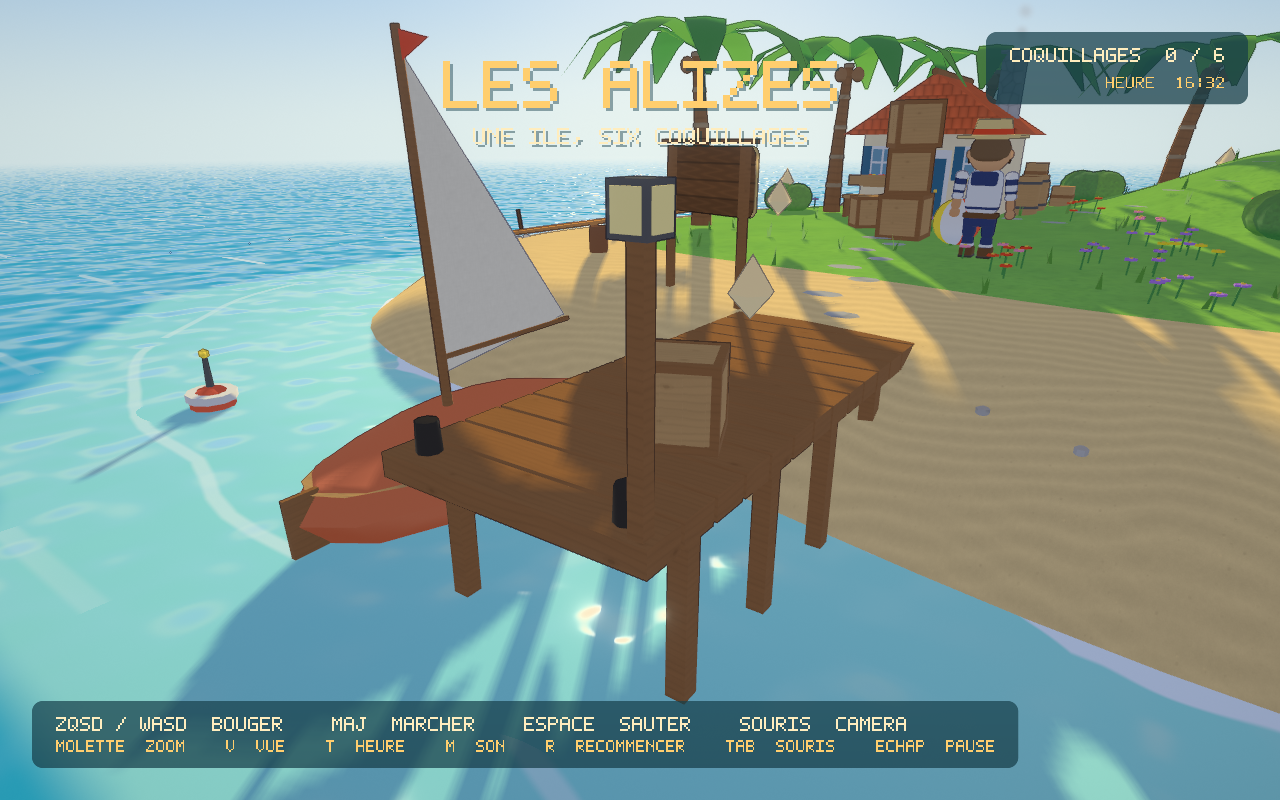 LES ALIZES
UNE ILE, SIX COQUILLAGES
COQUILLAGES 0 / 6
HEURE 16:32
ZQSD / WASD BOUGER MAJ MARCHER ESPACE SAUTER SOURIS CAMERA
MOLETTE ZOOM V VUE T HEURE M SON R RECOMMENCER TAB SOURIS ECHAP PAUSE